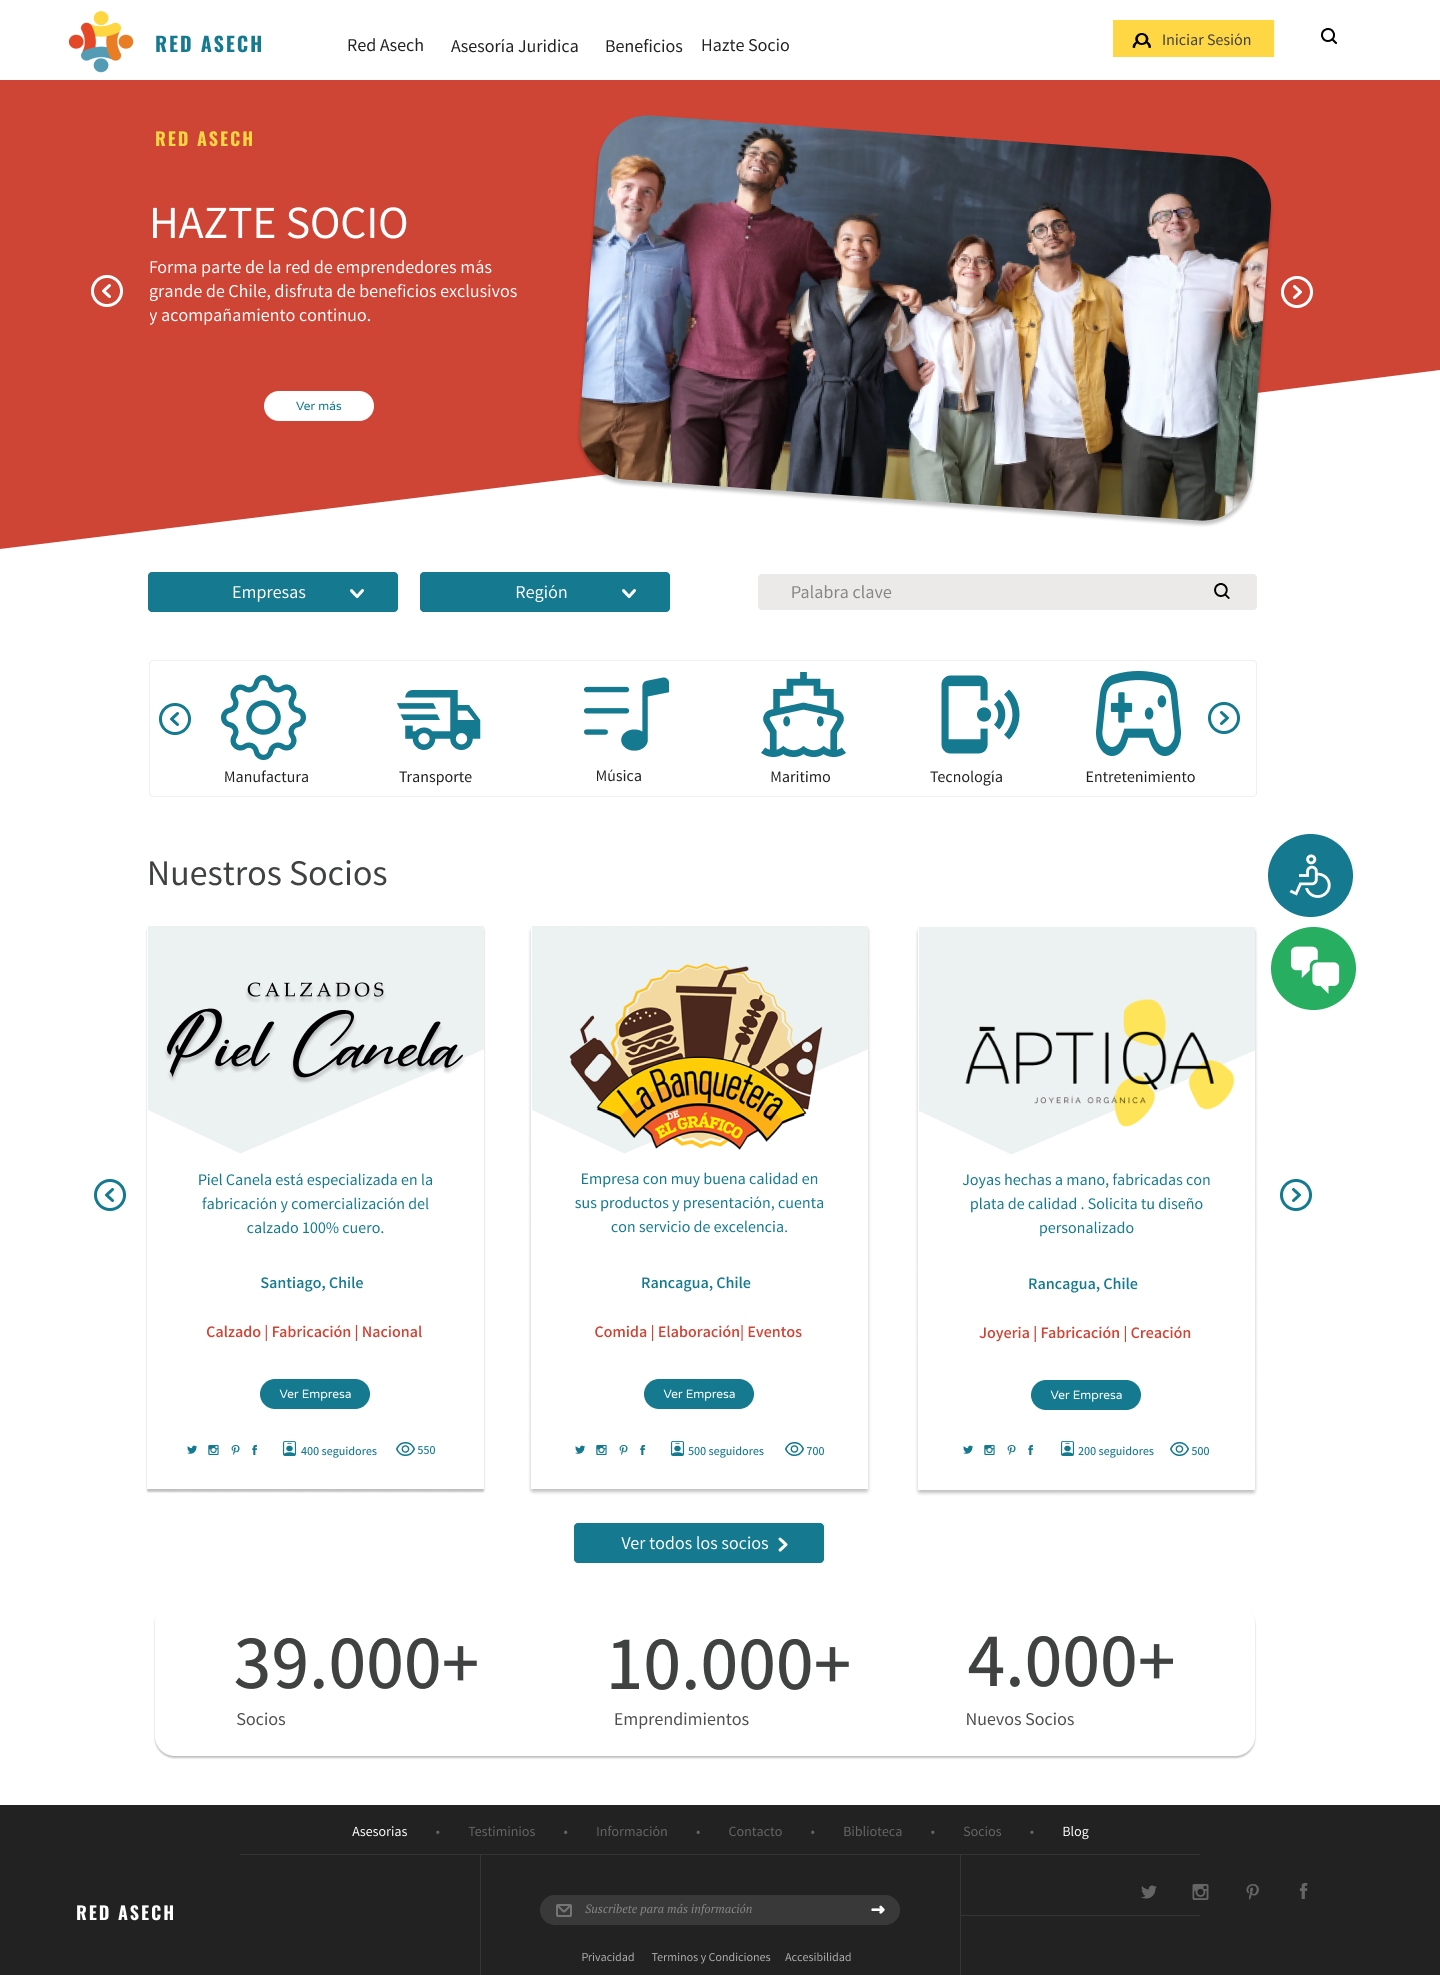 RED ASECH
Red Asech
Asesoría Juridica
Beneficios
Hazte Socio
Iniciar Sesión
RED ASECH
HAZTE SOCIO
Forma parte de la red de emprendedores más
grande de Chile, disfruta de beneficios exclusivos
y acompañamiento continuo.
Ver más
Empresas
Región
Palabra clave
Manufactura
Transporte
Música
Maritimo
Tecnología
Entretenimiento
Nuestros Socios
CALZADOS
Piel Canela
Piel Canela está especializada en la
fabricación y comercialización del
calzado 100% cuero.
Santiago, Chile
Calzado | Fabricación | Nacional
Ver Empresa
400 seguidores
550
La Banquetera
DE
EL GRÁFICO
Empresa con muy buena calidad en
sus productos y presentación, cuenta
con servicio de excelencia.
Rancagua, Chile
Comida | Elaboración| Eventos
Ver Empresa
500 seguidores
700
ĀPTIQA
JOYERÍA ORGÁNICA
Joyas hechas a mano, fabricadas con
plata de calidad . Solicita tu diseño
personalizado
Rancagua, Chile
Joyeria | Fabricación | Creación
Ver Empresa
200 seguidores
500
Ver todos los socios
39.000+
Socios
10.000+
Emprendimientos
4.000+
Nuevos Socios
Asesorias • Testiminios • Información • Contacto • Biblioteca • Socios • Blog
RED ASECH
Suscríbete para más información
Privacidad
Terminos y Condiciones
Accesibilidad